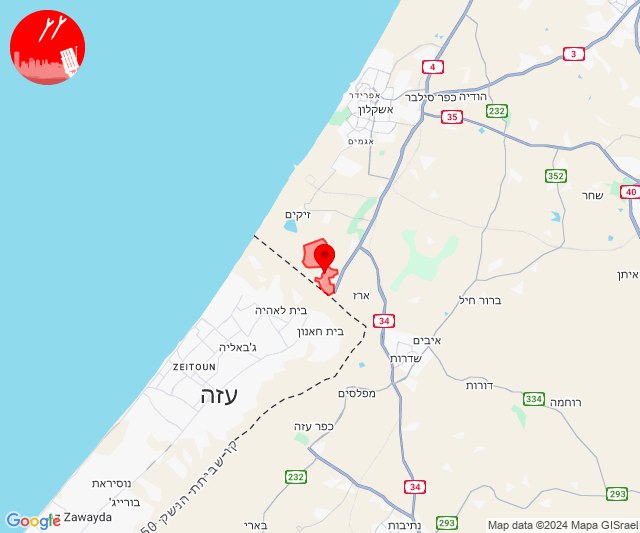 3
4
אפרידר
אשקלון
כפר סילבר
הודיה
232
35
אגמים
352
שחר
40
זיקים
איתן
ארז
ברור חיל
בית לאהיה
34
בית חאנון
ג'באליה
איבים
ZEITOUN
שדרות
עזה
מפלסים
דורות
334
רוחמה
כפר עזה
קו שביתת הנשק 50
232
נוסיראת
34
293
בורייג'
Zawayda
בארי
נתיבות
293
Google
Map data ©2024 Mapa GISrael